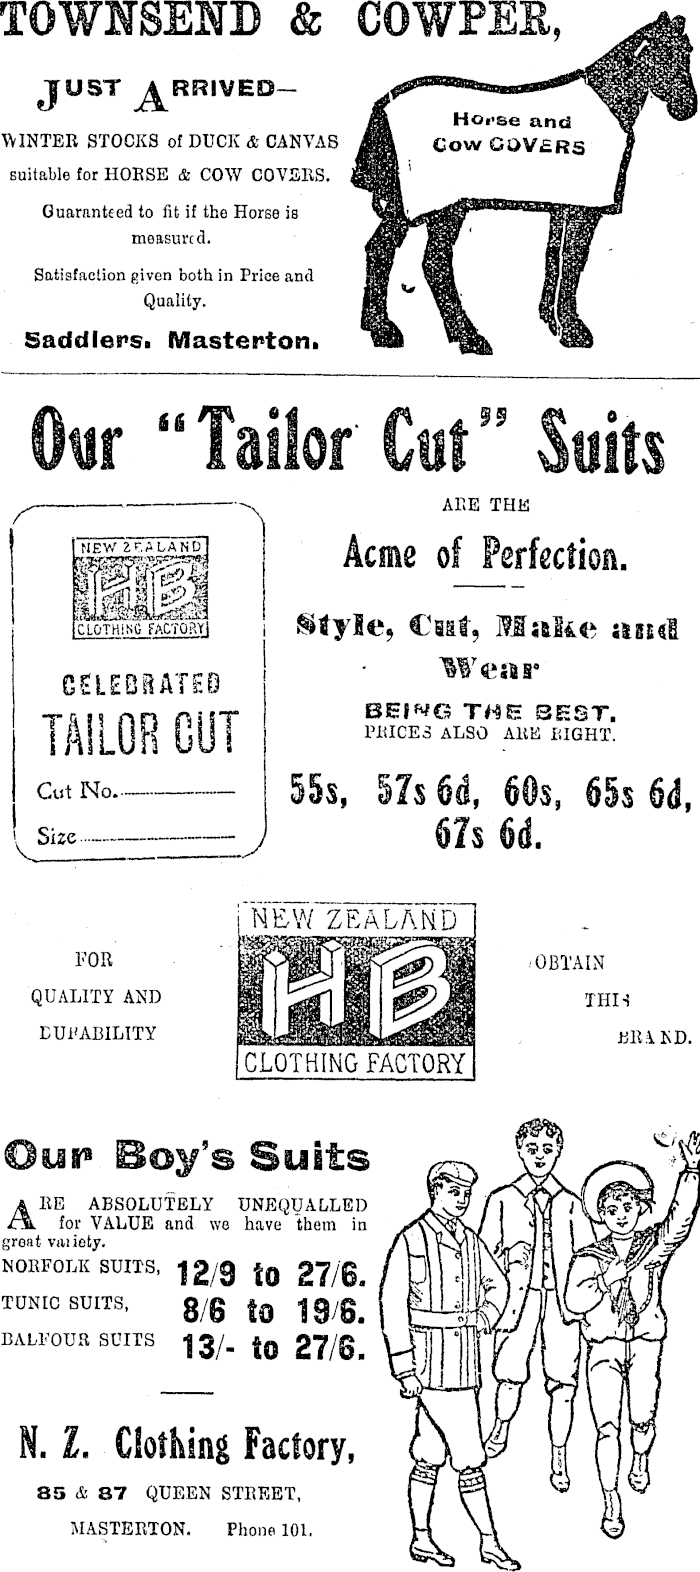 TOWNSEND & COWPER,
JUST ARRIVED—
WINTER STOCKS of DUCK & CANVAS
suitable for HORSE & COW COVERS.
Guaranteed to fit if the Horse is
measured.
Satisfaction given both in Price and
Quality.
Saddlers. Masterton.
Horse and
Cow COVERS
Our "Tailor Cut" Suits
NEW ZEALAND
HB
CLOTHING FACTORY
CELEBRATED
TAILOR CUT
Cut No.
Size
ARE THE
Acme of Perfection.
Style, Cut, Make and
Wear
BEING THE BEST.
PRICES ALSO ARE RIGHT.
55s, 57s 6d, 60s, 65s 6d,
67s 6d.
FOR
QUALITY AND
DURABILITY
NEW ZEALAND
HB
CLOTHING FACTORY
OBTAIN
THIS
BRAND.
Our Boy's Suits
ARE ABSOLUTELY UNEQUALLED
for VALUE and we have them in
great variety.
NORFOLK SUITS, 12/9 to 27/6.
TUNIC SUITS, 8/6 to 19/6.
BALFOUR SUITS 13/- to 27/6.
N. Z. Clothing Factory,
85 & 87 QUEEN STREET,
MASTERTON. Phone 101.